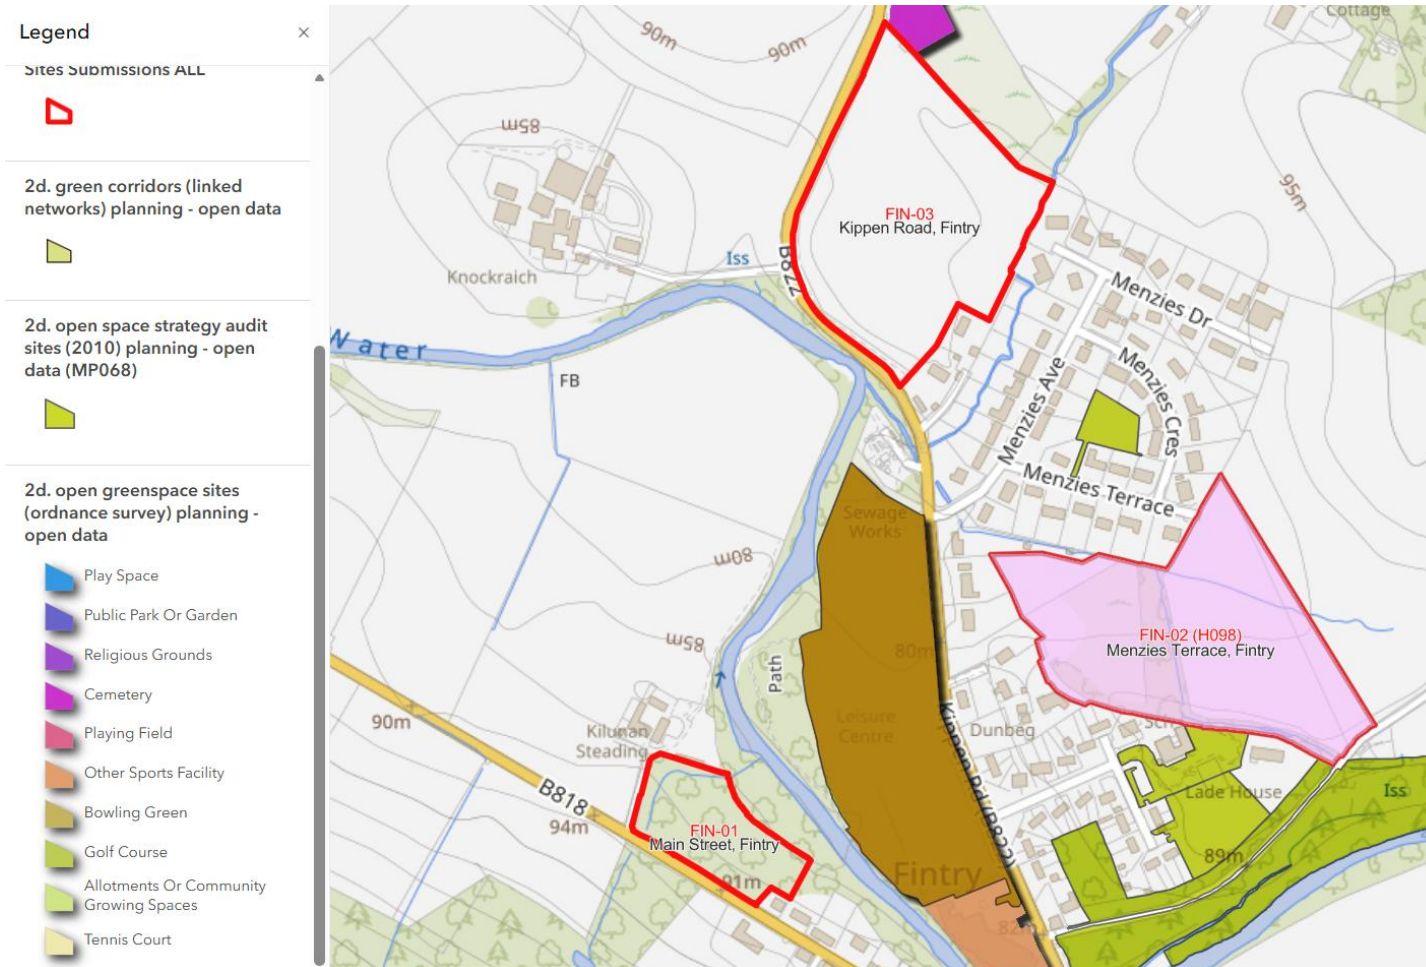 Legend
×
Sites Submissions ALL
2d. green corridors (linked
networks) planning - open data
2d. open space strategy audit
sites (2010) planning - open
data (MP068)
2d. open greenspace sites
(ordnance survey) planning -
open data
Play Space
Public Park Or Garden
Religious Grounds
Cemetery
Playing Field
Other Sports Facility
Bowling Green
Golf Course
Allotments Or Community
Growing Spaces
Tennis Court
Cottage
90m
90m
85m
95m
FIN-03
Kippen Road, Fintry
Iss
B822
Knockraich
Menzies Dr
Water
FB
Menzies Ave
Menzies Cres
Menzies Terrace
Sewage
Works
80m
85m
80m
FIN-02 (H098)
Menzies Terrace, Fintry
Path
90m
Kilunan
Steading
Leisure
Centre
Kippen Rd (B822)
Dunbeg
Lade House
Iss
B818
94m
FIN-01
Main Street, Fintry
91m
89m
Fintry
82m